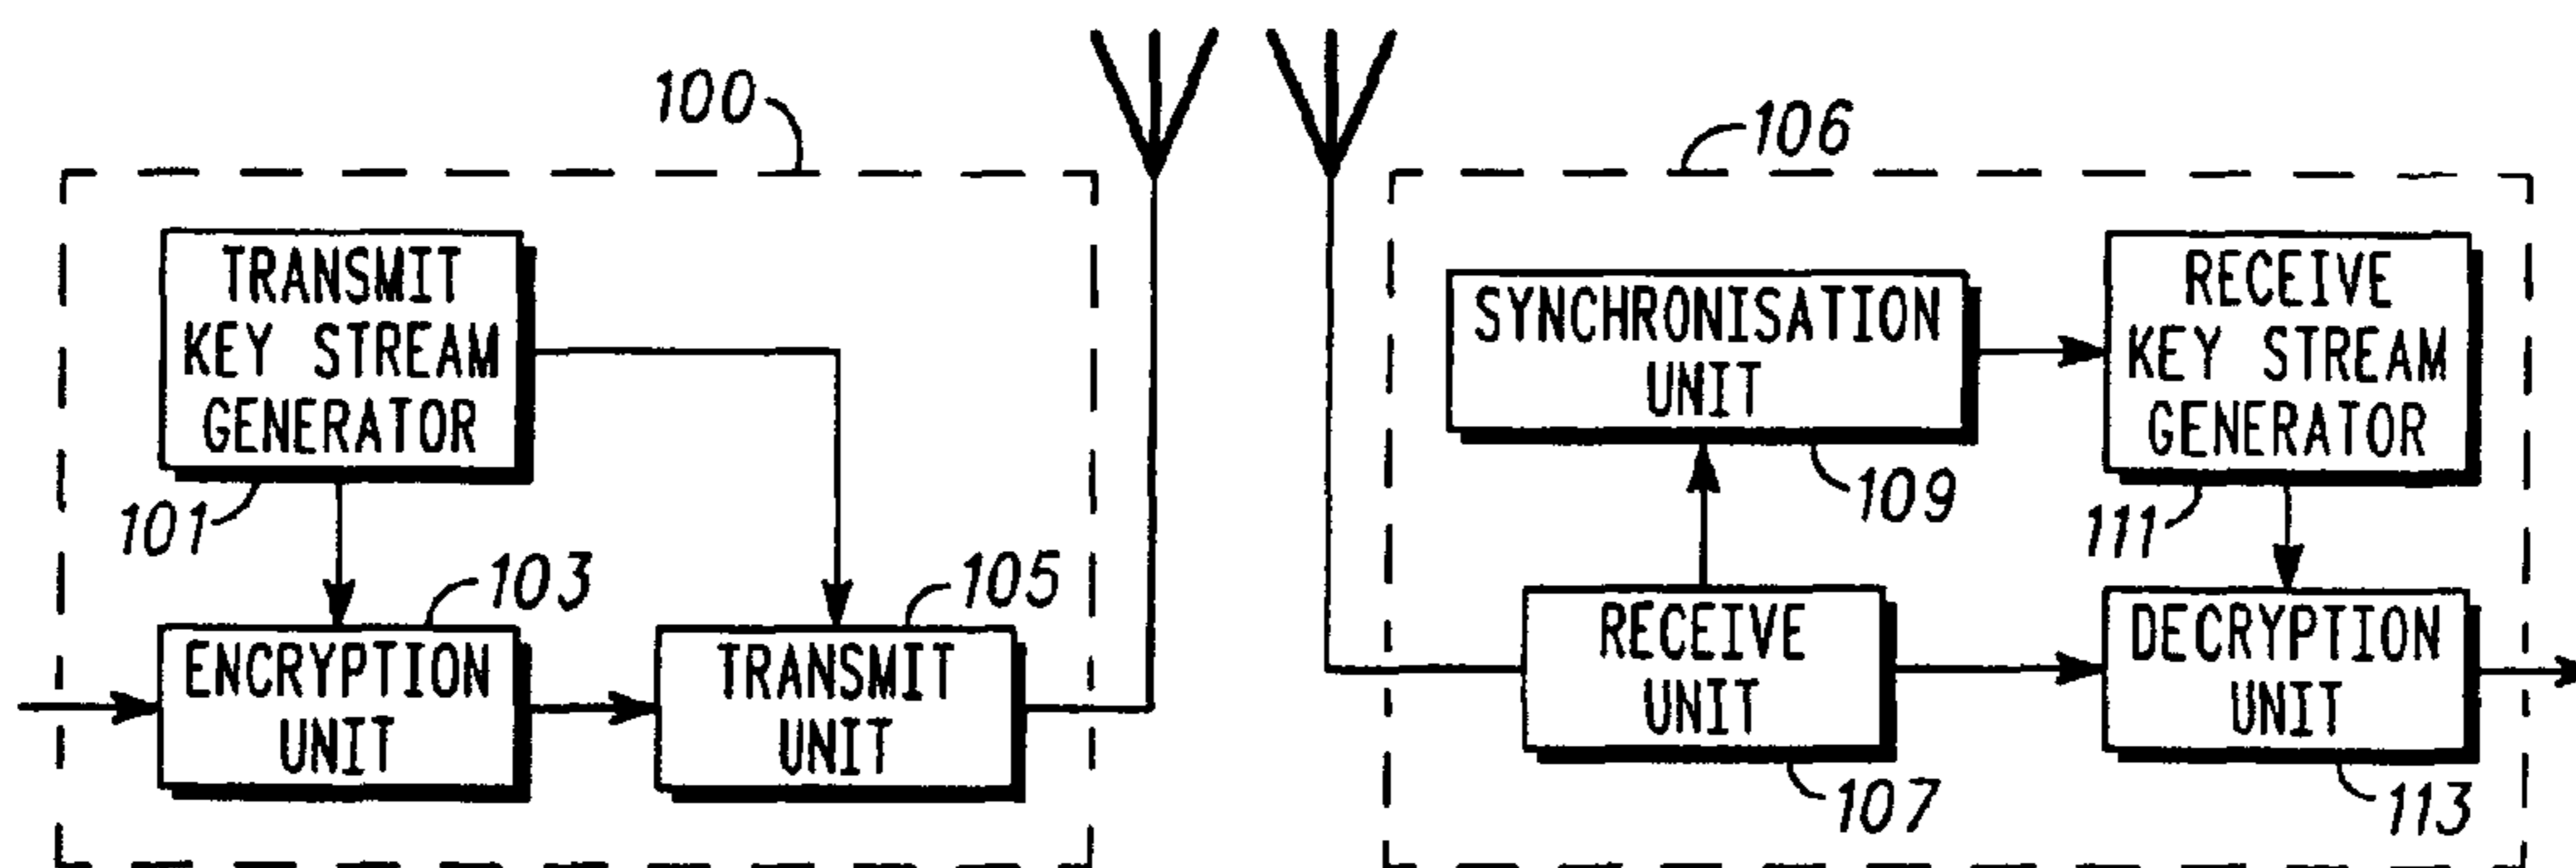 100
106
TRANSMIT
KEY STREAM
GENERATOR
101
SYNCHRONISATION
UNIT
109
RECEIVE
KEY STREAM
GENERATOR
111
ENCRYPTION
UNIT
103
TRANSMIT
UNIT
105
RECEIVE
UNIT
107
DECRYPTION
UNIT
113